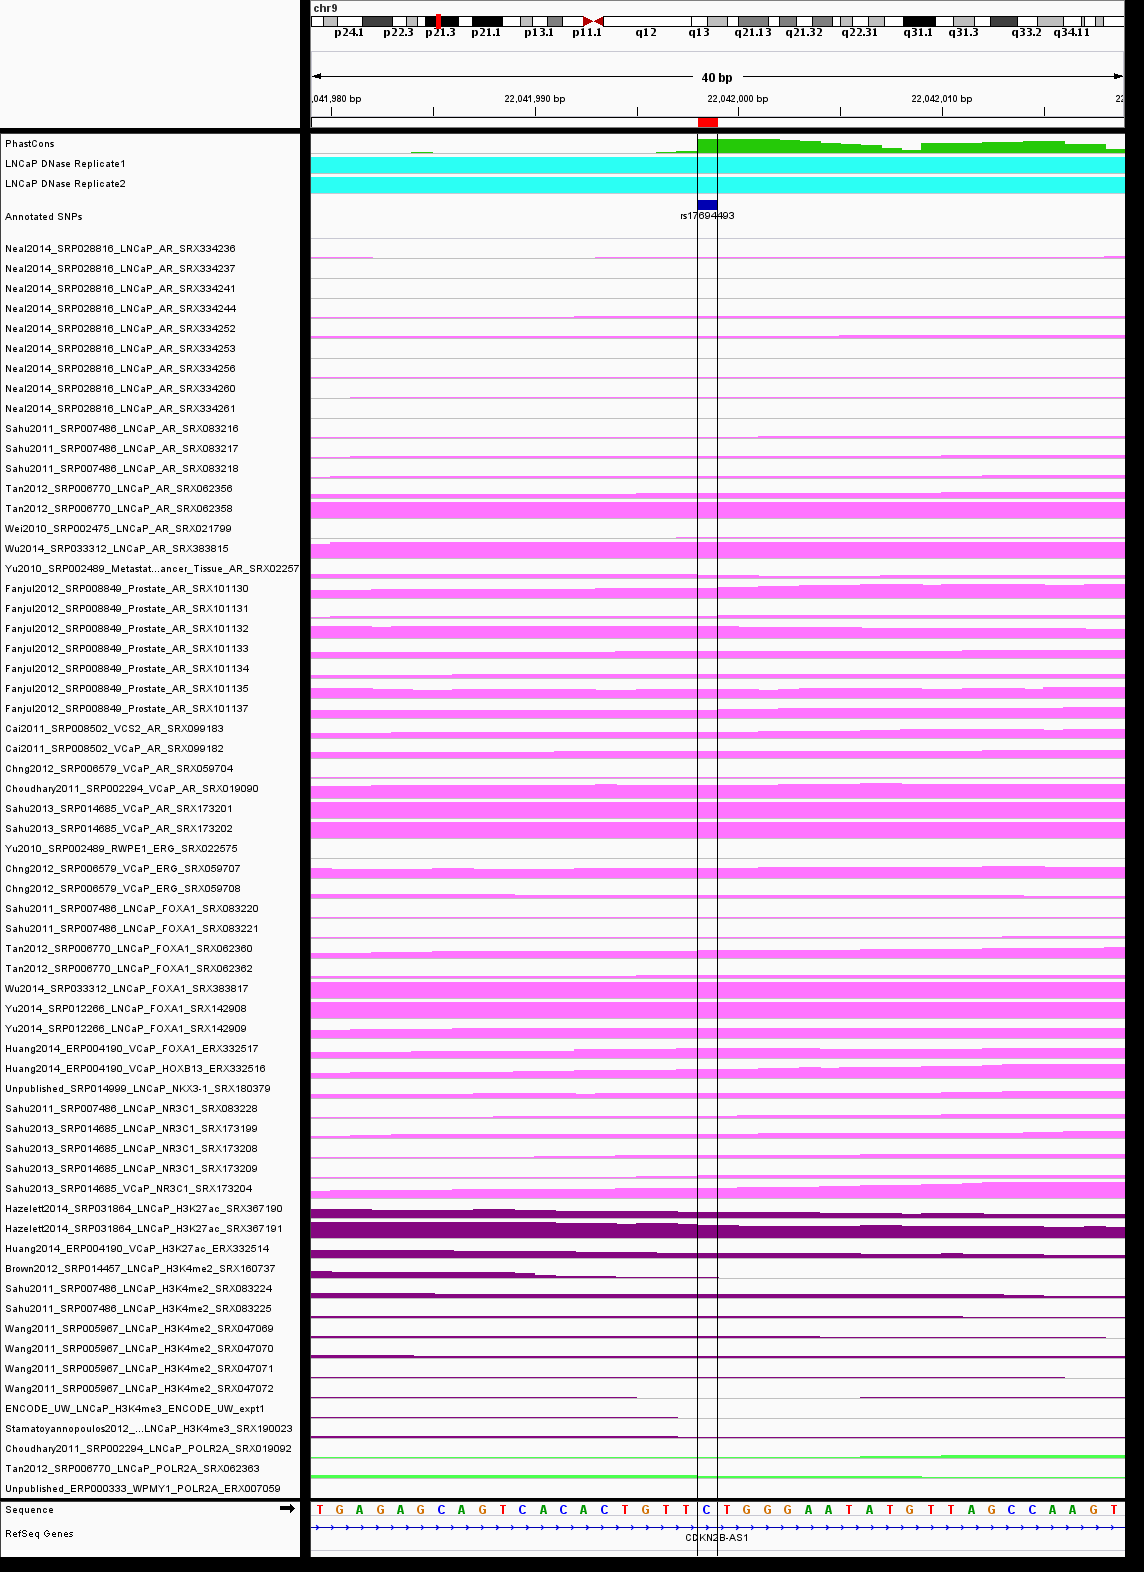 chr9
p24.1 p22.3 p21.3 p21.1 p13.1 p11.1 q12 q13 q21.13 q21.32 q22.31 q31.1 q31.3 q33.2 q34.11
40 bp
,041,980 bp 22,041,990 bp 22,042,000 bp 22,042,010 bp 22
PhastCons
LNCaP DNase Replicate1
LNCaP DNase Replicate2
Annotated SNPs rs17694493
Neal2014_SRP028816_LNCaP_AR_SRX334236
Neal2014_SRP028816_LNCaP_AR_SRX334237
Neal2014_SRP028816_LNCaP_AR_SRX334241
Neal2014_SRP028816_LNCaP_AR_SRX334244
Neal2014_SRP028816_LNCaP_AR_SRX334252
Neal2014_SRP028816_LNCaP_AR_SRX334253
Neal2014_SRP028816_LNCaP_AR_SRX334256
Neal2014_SRP028816_LNCaP_AR_SRX334260
Neal2014_SRP028816_LNCaP_AR_SRX334261
Sahu2011_SRP007486_LNCaP_AR_SRX083216
Sahu2011_SRP007486_LNCaP_AR_SRX083217
Sahu2011_SRP007486_LNCaP_AR_SRX083218
Tan2012_SRP006770_LNCaP_AR_SRX062356
Tan2012_SRP006770_LNCaP_AR_SRX062358
Wei2010_SRP002475_LNCaP_AR_SRX021799
Wu2014_SRP033312_LNCaP_AR_SRX383815
Yu2010_SRP002489_Metastat...ancer_Tissue_AR_SRX02257
Fanjul2012_SRP008849_Prostate_AR_SRX101130
Fanjul2012_SRP008849_Prostate_AR_SRX101131
Fanjul2012_SRP008849_Prostate_AR_SRX101132
Fanjul2012_SRP008849_Prostate_AR_SRX101133
Fanjul2012_SRP008849_Prostate_AR_SRX101134
Fanjul2012_SRP008849_Prostate_AR_SRX101135
Fanjul2012_SRP008849_Prostate_AR_SRX101137
Cai2011_SRP008502_VCS2_AR_SRX099183
Cai2011_SRP008502_VCaP_AR_SRX099182
Chng2012_SRP006579_VCaP_AR_SRX059704
Choudhary2011_SRP002294_VCaP_AR_SRX019090
Sahu2013_SRP014685_VCaP_AR_SRX173201
Sahu2013_SRP014685_VCaP_AR_SRX173202
Yu2010_SRP002489_RWPE1_ERG_SRX022575
Chng2012_SRP006579_VCaP_ERG_SRX059707
Chng2012_SRP006579_VCaP_ERG_SRX059708
Sahu2011_SRP007486_LNCaP_FOXA1_SRX083220
Sahu2011_SRP007486_LNCaP_FOXA1_SRX083221
Tan2012_SRP006770_LNCaP_FOXA1_SRX062360
Tan2012_SRP006770_LNCaP_FOXA1_SRX062362
Wu2014_SRP033312_LNCaP_FOXA1_SRX383817
Yu2014_SRP012266_LNCaP_FOXA1_SRX142908
Yu2014_SRP012266_LNCaP_FOXA1_SRX142909
Huang2014_ERP004190_VCaP_FOXA1_ERX332517
Huang2014_ERP004190_VCaP_HOXB13_ERX332516
Unpublished_SRP014999_LNCaP_NKX3-1_SRX180379
Sahu2011_SRP007486_LNCaP_NR3C1_SRX083228
Sahu2013_SRP014685_LNCaP_NR3C1_SRX173199
Sahu2013_SRP014685_LNCaP_NR3C1_SRX173208
Sahu2013_SRP014685_LNCaP_NR3C1_SRX173209
Sahu2013_SRP014685_VCaP_NR3C1_SRX173204
Hazelett2014_SRP031864_LNCaP_H3K27ac_SRX367190
Hazelett2014_SRP031864_LNCaP_H3K27ac_SRX367191
Huang2014_ERP004190_VCaP_H3K27ac_ERX332514
Brown2012_SRP014457_LNCaP_H3K4me2_SRX160737
Sahu2011_SRP007486_LNCaP_H3K4me2_SRX083224
Sahu2011_SRP007486_LNCaP_H3K4me2_SRX083225
Wang2011_SRP005967_LNCaP_H3K4me2_SRX047069
Wang2011_SRP005967_LNCaP_H3K4me2_SRX047070
Wang2011_SRP005967_LNCaP_H3K4me2_SRX047071
Wang2011_SRP005967_LNCaP_H3K4me2_SRX047072
ENCODE_UW_LNCaP_H3K4me3_ENCODE_UW_expt1
Stamatoyannopoulos2012_...LNCaP_H3K4me3_SRX190023
Choudhary2011_SRP002294_LNCaP_POLR2A_SRX019092
Tan2012_SRP006770_LNCaP_POLR2A_SRX062363
Unpublished_ERP000333_WPMY1_POLR2A_ERX007059
Sequence T G A G A G C A G T C A C A C T G T T C T G G G A A T A T G T T A G C C A A G T
RefSeq Genes
CDKN2B-AS1